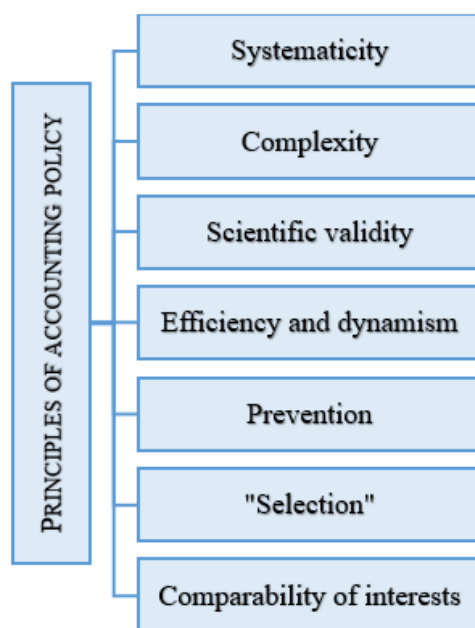 PRINCIPLES OF ACCOUNTING POLICY
Systematicity
Complexity
Scientific validity
Efficiency and dynamism
Prevention
"Selection"
Comparability of interests